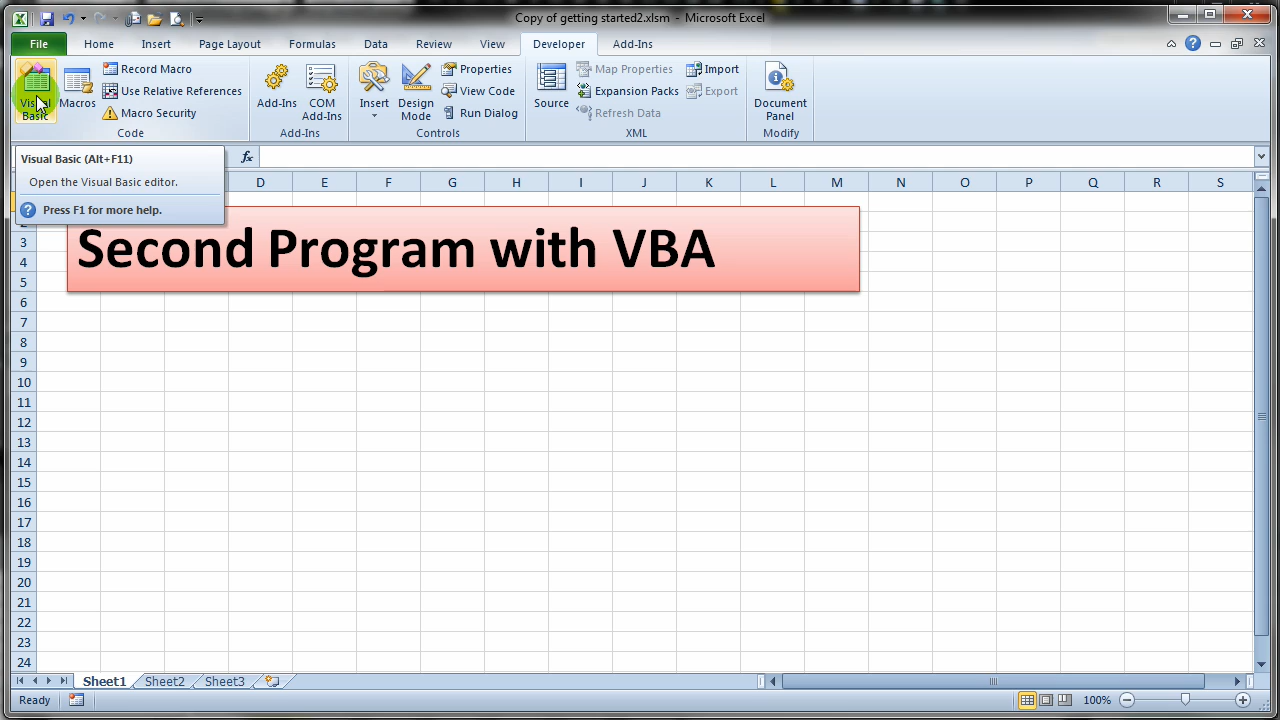 Copy of getting started2.xlsm - Microsoft Excel
File Home Insert Page Layout Formulas Data Review View Developer Add-Ins
Visual Basic
Macros
Record Macro
Use Relative References
Macro Security
Code
Add-Ins
COM Add-Ins
Add-Ins
Insert
Design Mode
Properties
View Code
Run Dialog
Controls
Source
Map Properties
Expansion Packs
Refresh Data
Import
Export
XML
Document Panel
Modify
fx
Visual Basic (Alt+F11)
Open the Visual Basic editor.
Press F1 for more help.
D E F G H I J K L M N O P Q R S
Second Program with VBA
3
4
5
6
7
8
9
10
11
12
13
14
15
16
17
18
19
20
21
22
23
24
Sheet1 Sheet2 Sheet3
Ready 100%